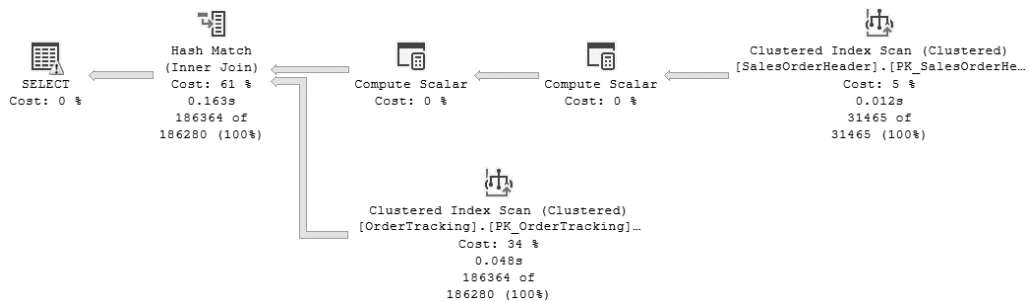 SELECT
Cost: 0 %
Hash Match
(Inner Join)
Cost: 61 %
0.163s
186364 of
186280 (100%)
Compute Scalar
Cost: 0 %
Compute Scalar
Cost: 0 %
Clustered Index Scan (Clustered)
[SalesOrderHeader].[PK_SalesOrderHe…
Cost: 5 %
0.012s
31465 of
31465 (100%)
Clustered Index Scan (Clustered)
[OrderTracking].[PK_OrderTracking]…
Cost: 34 %
0.048s
186364 of
186280 (100%)